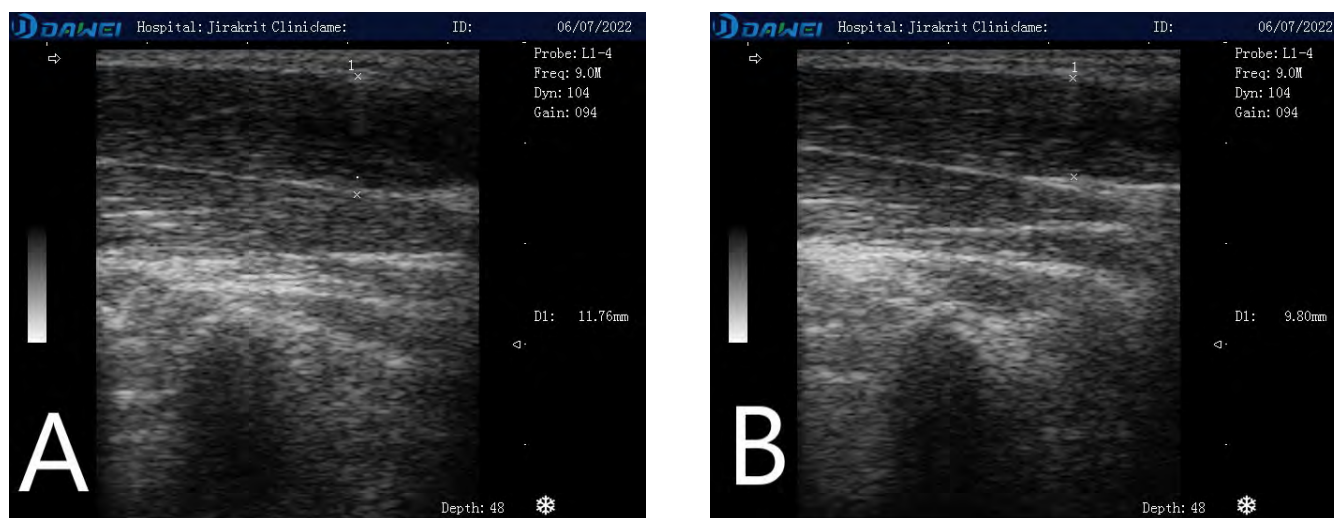 DAWEI Hospital: Jirakrit Clinidame: ID: 06/07/2022
Probe: L1-4
Freq: 9.0M
Dyn: 104
Gain: 094
1
D1: 11.76mm
A
Depth: 48
DAWEI Hospital: Jirakrit Clinidame: ID: 06/07/2022
Probe: L1-4
Freq: 9.0M
Dyn: 104
Gain: 094
1
D1: 9.80mm
B
Depth: 48